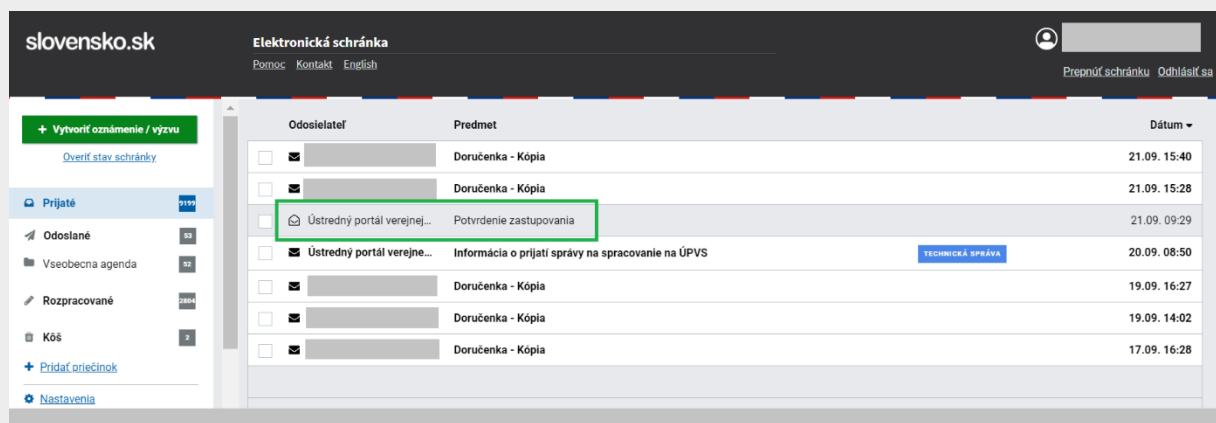 slovensko.sk
Elektronická schránka
Pomoc Kontakt English
Prepnúť schránku Odhlásiť sa
+ Vytvoriť oznámenie / výzvu
Overiť stav schránky
Prijaté 9199
Odoslané 53
Vseobecna agenda 52
Rozpracované 2804
Kôš 2
+ Pridať priečinok
Nastavenia
Odosielateľ Predmet Dátum
Doručenka - Kópia 21.09. 15:40
Doručenka - Kópia 21.09. 15:28
Ústredný portál verejnej... Potvrdenie zastupovania 21.09. 09:29
Ústredný portál verejne... Informácia o prijatí správy na spracovanie na ÚPVS TECHNICKÁ SPRÁVA 20.09. 08:50
Doručenka - Kópia 19.09. 16:27
Doručenka - Kópia 19.09. 14:02
Doručenka - Kópia 17.09. 16:28